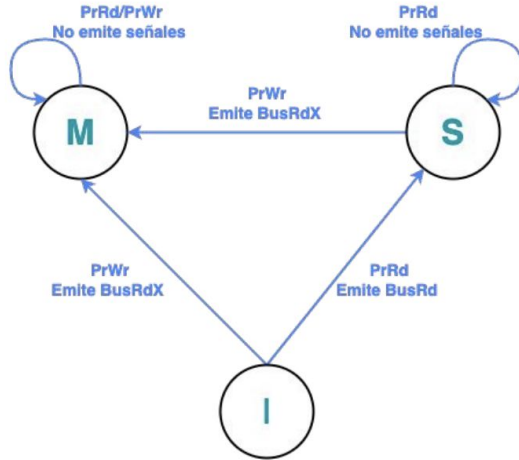 PrRd/PrWr
No emite señales
PrRd
No emite señales
M
PrWr
Emite BusRdX
S
PrWr
Emite BusRdX
PrRd
Emite BusRd
I